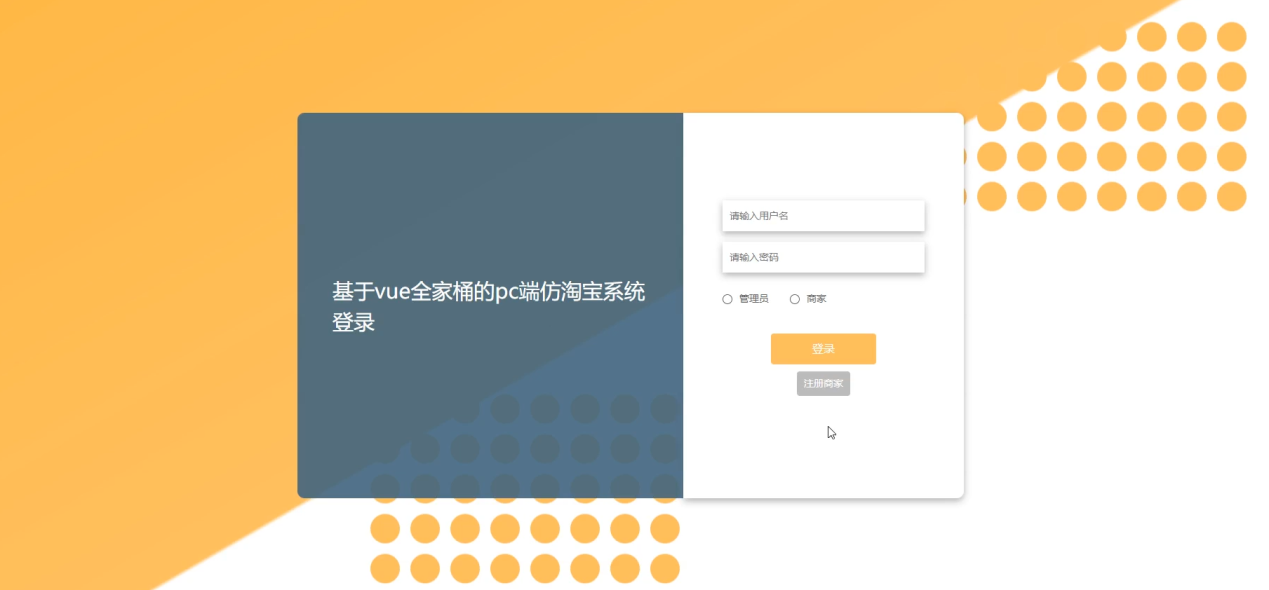 基于vue全家桶的pc端仿淘宝系统
登录
请输入用户名
请输入密码
管理员 商家
登录
注册商家